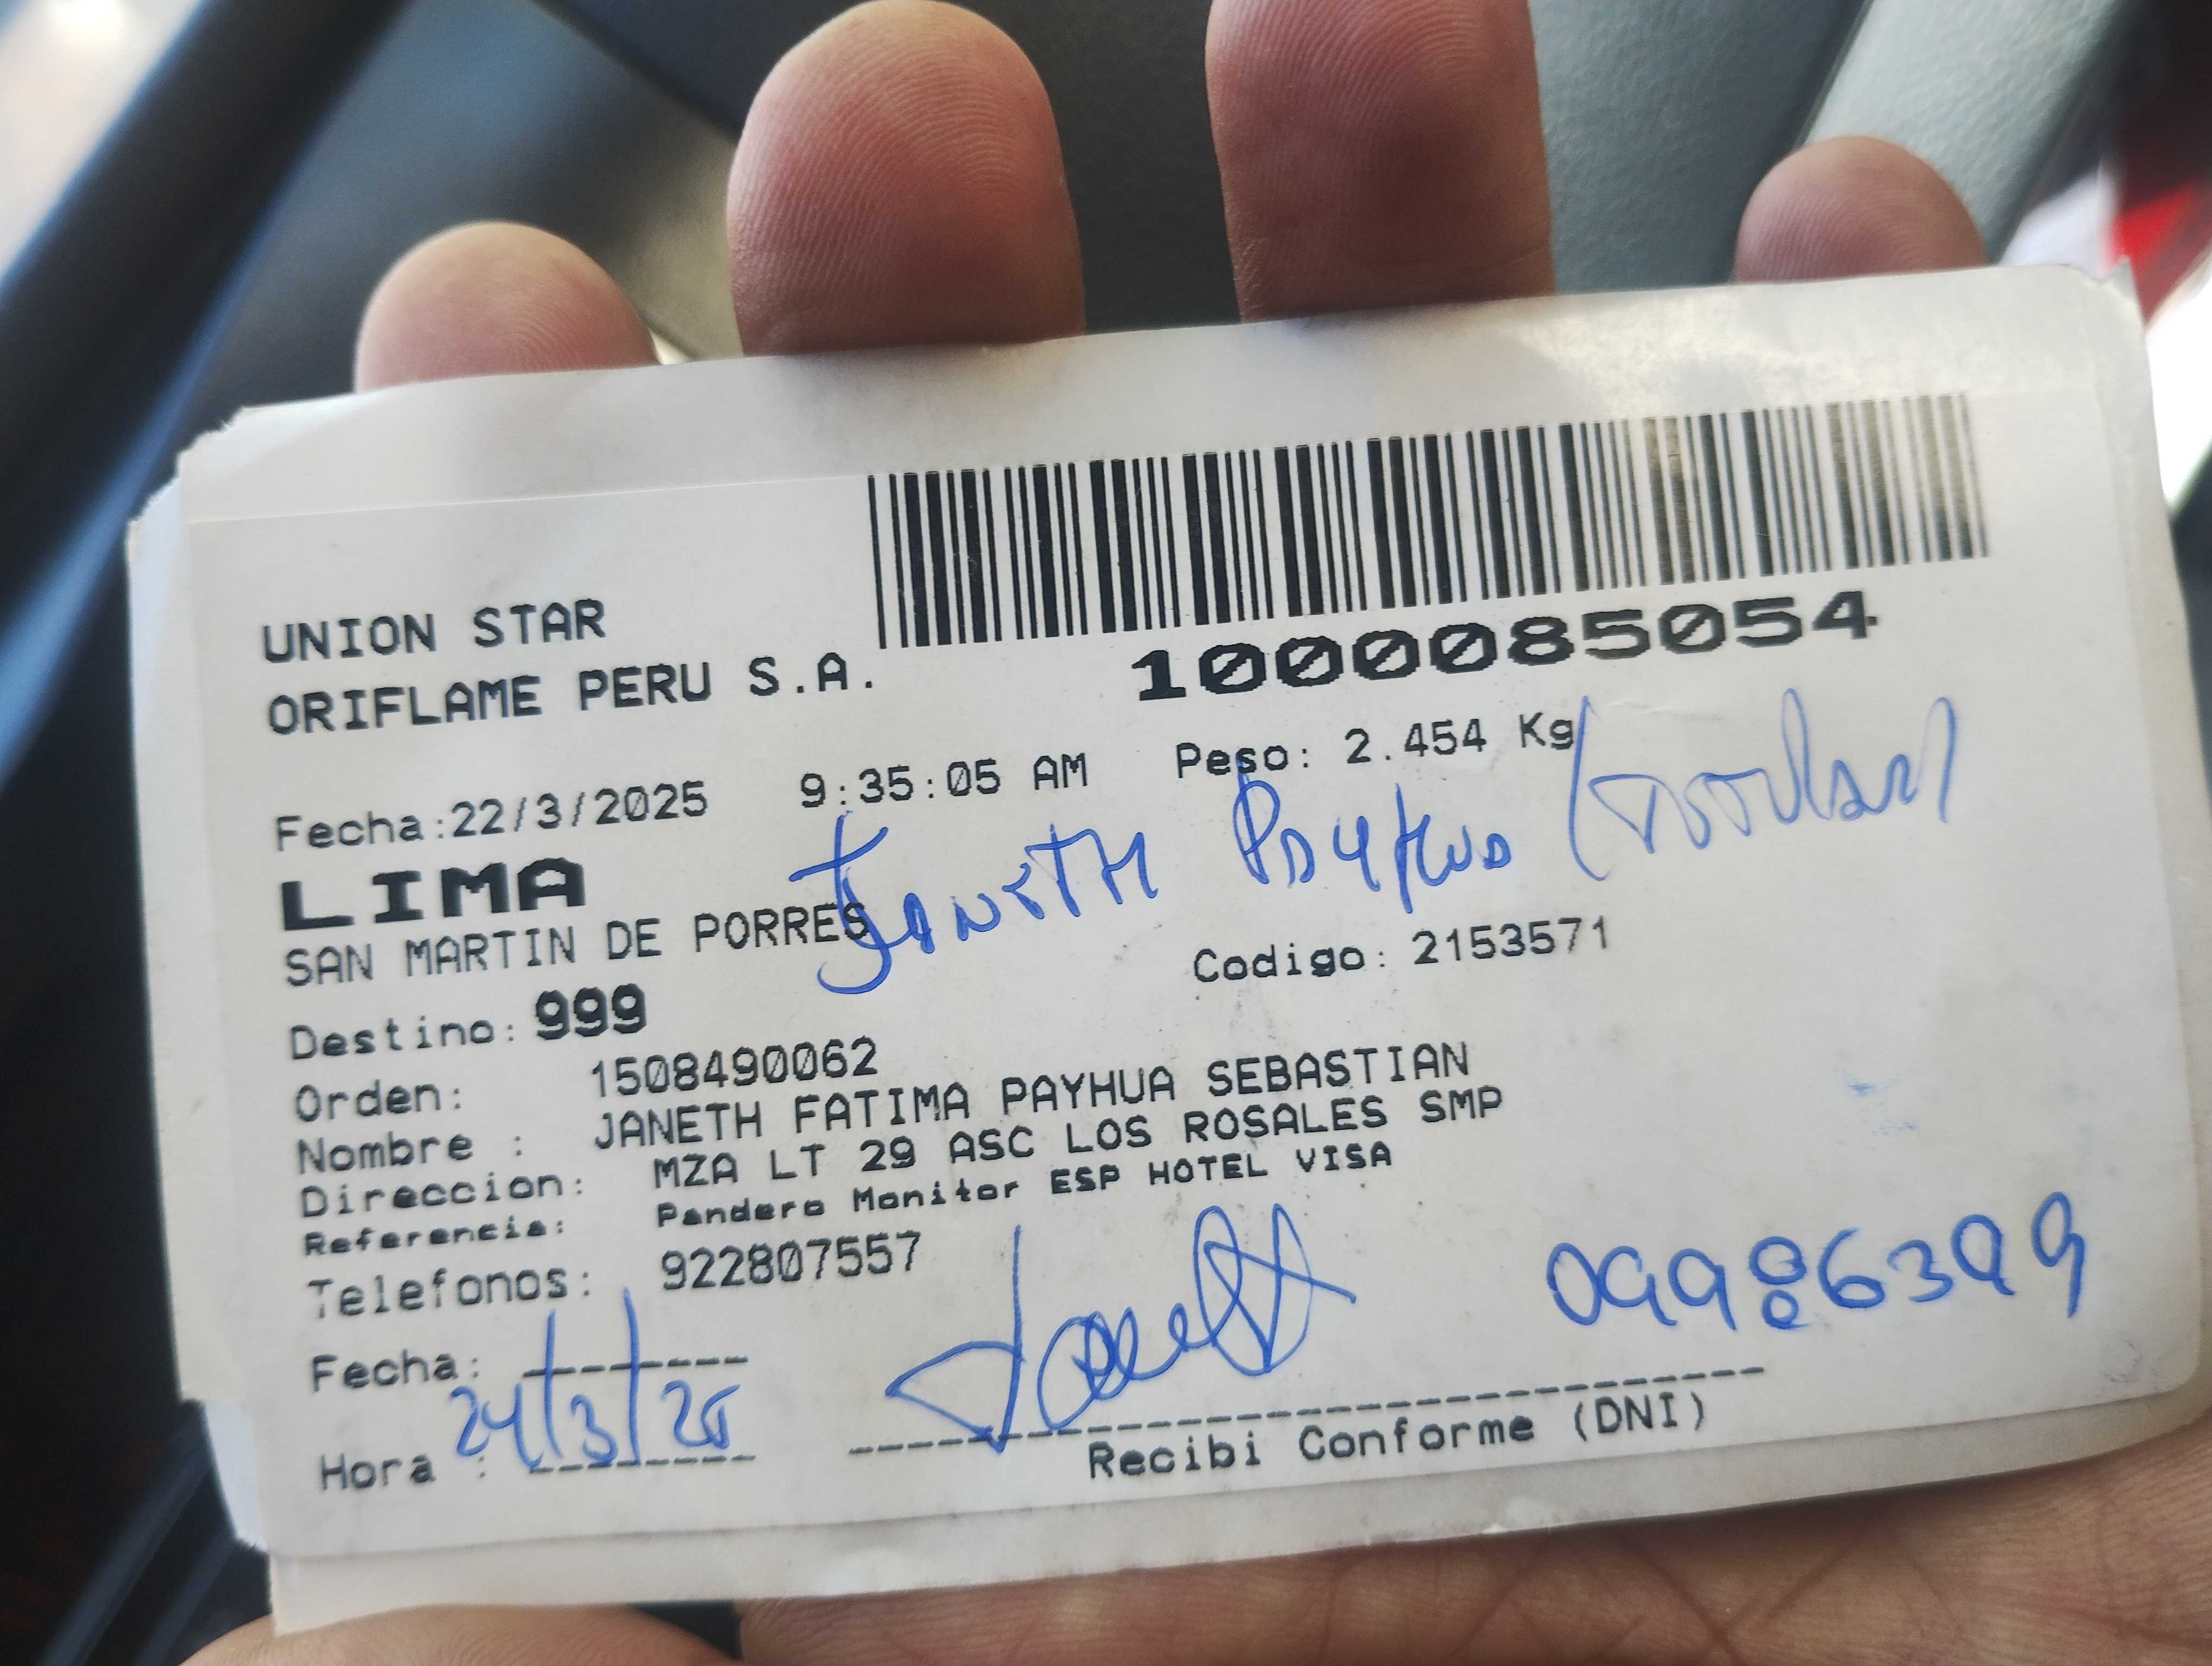 UNION STAR
ORIFLAME PERU S.A.
1000085054
Fecha:22/3/2025 9:35:05 AM Peso: 2.454 Kg
LIMA
Janeth Payhua
SAN MARTIN DE PORRES
Codigo: 2153571
Destino: 999
Orden: 1508490062
Nombre : JANETH FATIMA PAYHUA SEBASTIAN
Direccion: MZA LT 29 ASC LOS ROSALES SMP
Referencia: Pandero Monitor ESP HOTEL VISA
Telefonos: 922807557
09986399
Fecha:
24/3/25
Hora :
Recibi Conforme (DNI)